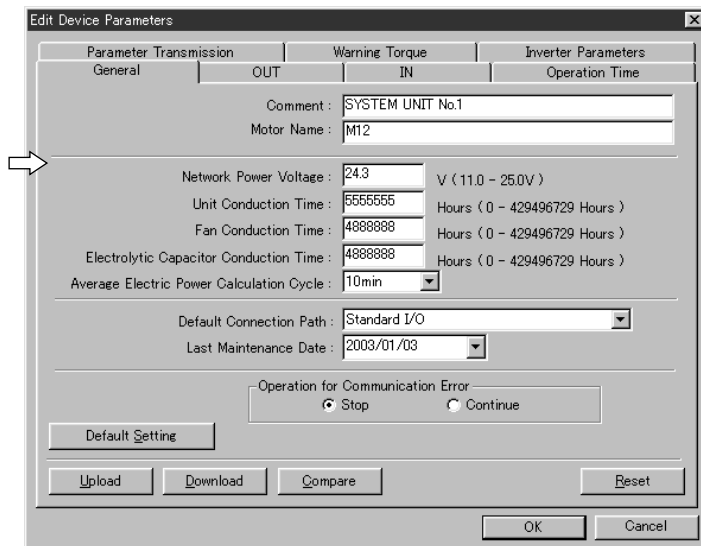 Edit Device Parameters
Parameter Transmission Warning Torque Inverter Parameters
General OUT IN Operation Time
Comment : SYSTEM UNIT No.1
Motor Name : M12
Network Power Voltage : 24.3 V ( 11.0 - 25.0V )
Unit Conduction Time : 5555555 Hours ( 0 - 429496729 Hours )
Fan Conduction Time : 4888888 Hours ( 0 - 429496729 Hours )
Electrolytic Capacitor Conduction Time : 4888888 Hours ( 0 - 429496729 Hours )
Average Electric Power Calculation Cycle : 10min
Default Connection Path : Standard I/O
Last Maintenance Date : 2003/01/03
Operation for Communication Error
Stop Continue
Default Setting
Upload Download Compare Reset
OK Cancel